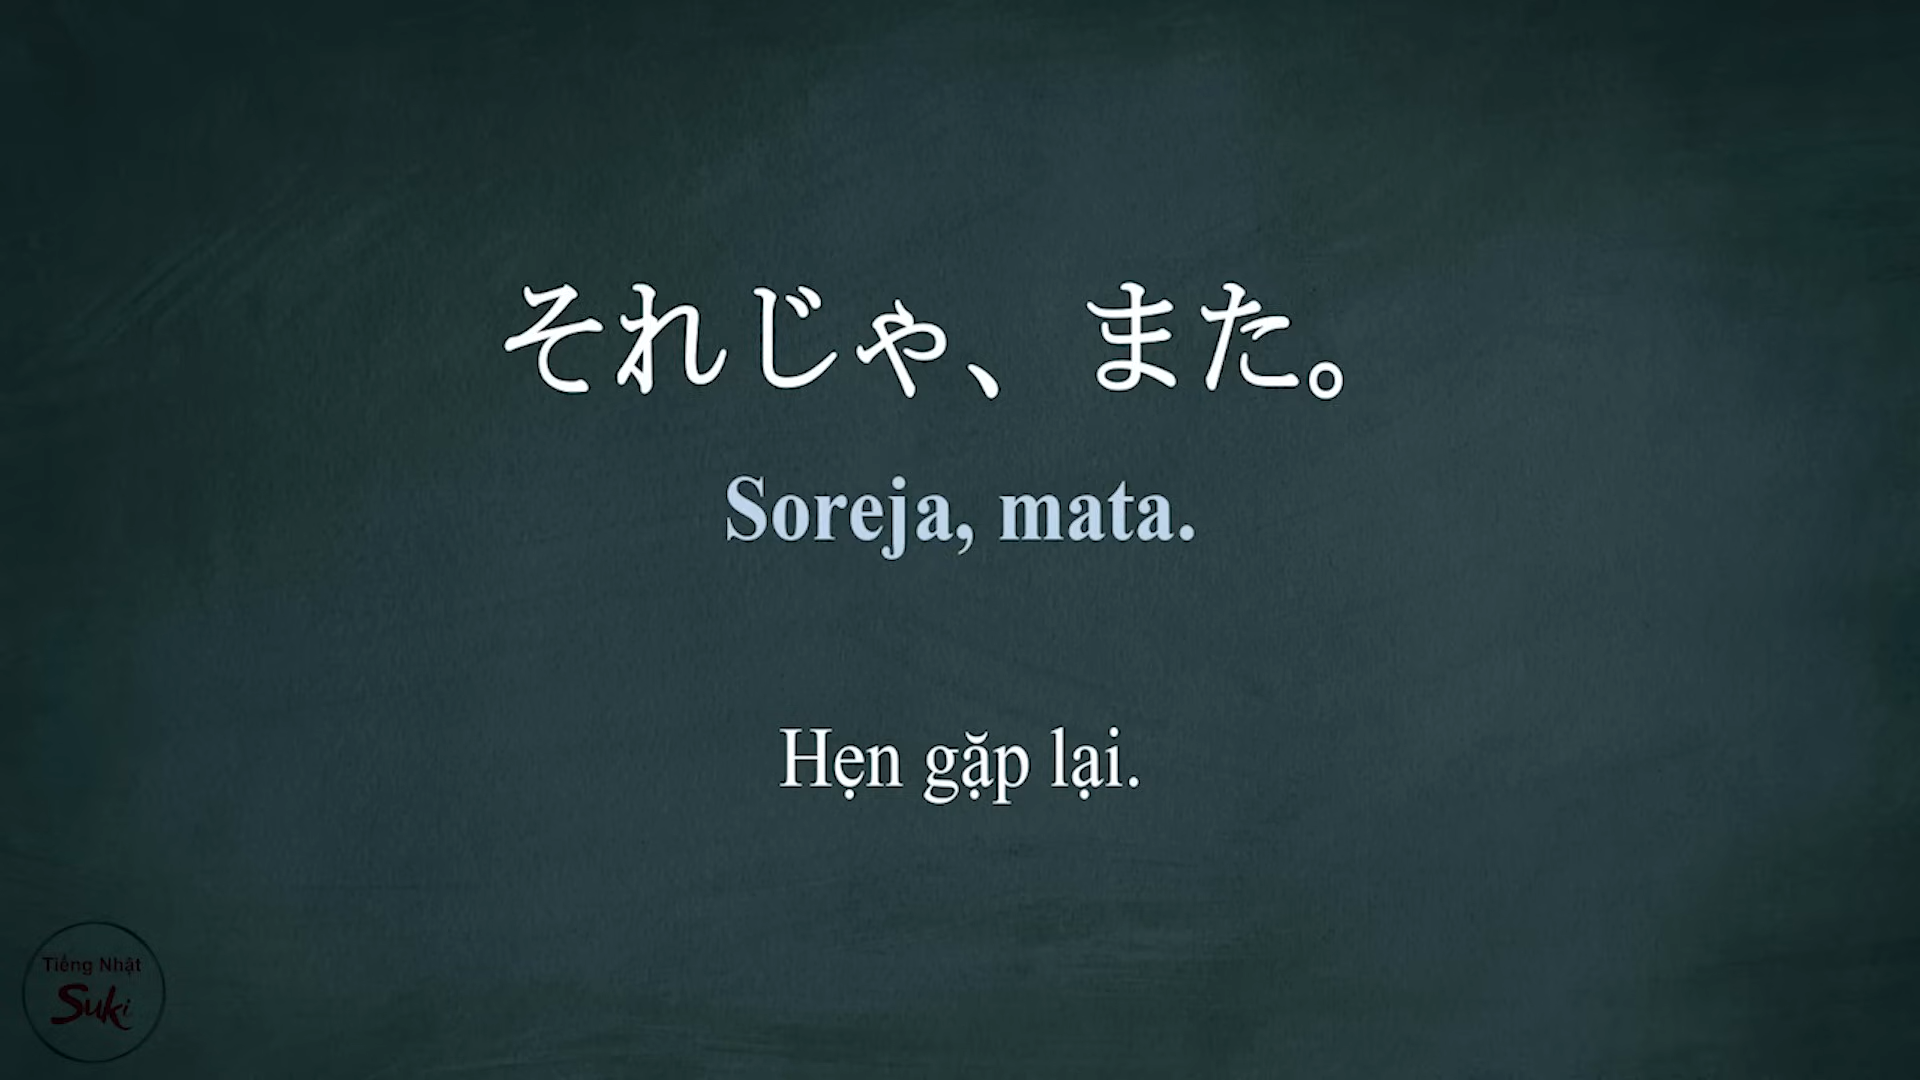 それじゃ、また。
Soreja, mata.
Hẹn gặp lại.
Tiếng Nhật
Suki